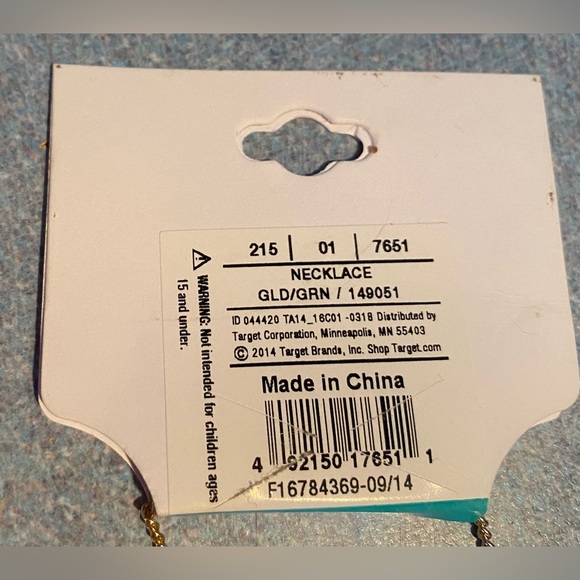 215 | 01 | 7651
NECKLACE
GLD/GRN / 149051
ID 044420 TA14_16C01 -0318 Distributed by
Target Corporation, Minneapolis, MN 55403
© 2014 Target Brands, Inc. Shop Target.com
Made in China
4 92150 17651 1
F16784369-09/14
⚠ WARNING: Not intended for children ages
15 and under.